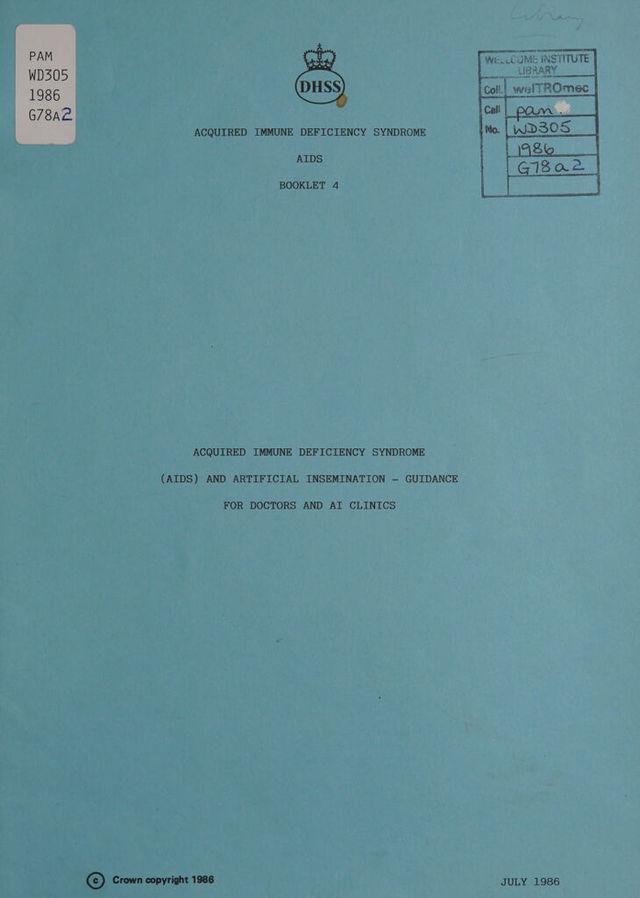 Library
PAM
WD305
1986
G78A2
DHSS
WELLCOME INSTITUTE
LIBRARY
Coll. welTROmec
Call pam
No. WD305
1986
G78a2
ACQUIRED IMMUNE DEFICIENCY SYNDROME
AIDS
BOOKLET 4
ACQUIRED IMMUNE DEFICIENCY SYNDROME
(AIDS) AND ARTIFICIAL INSEMINATION – GUIDANCE
FOR DOCTORS AND AI CLINICS
© Crown copyright 1986
JULY 1986